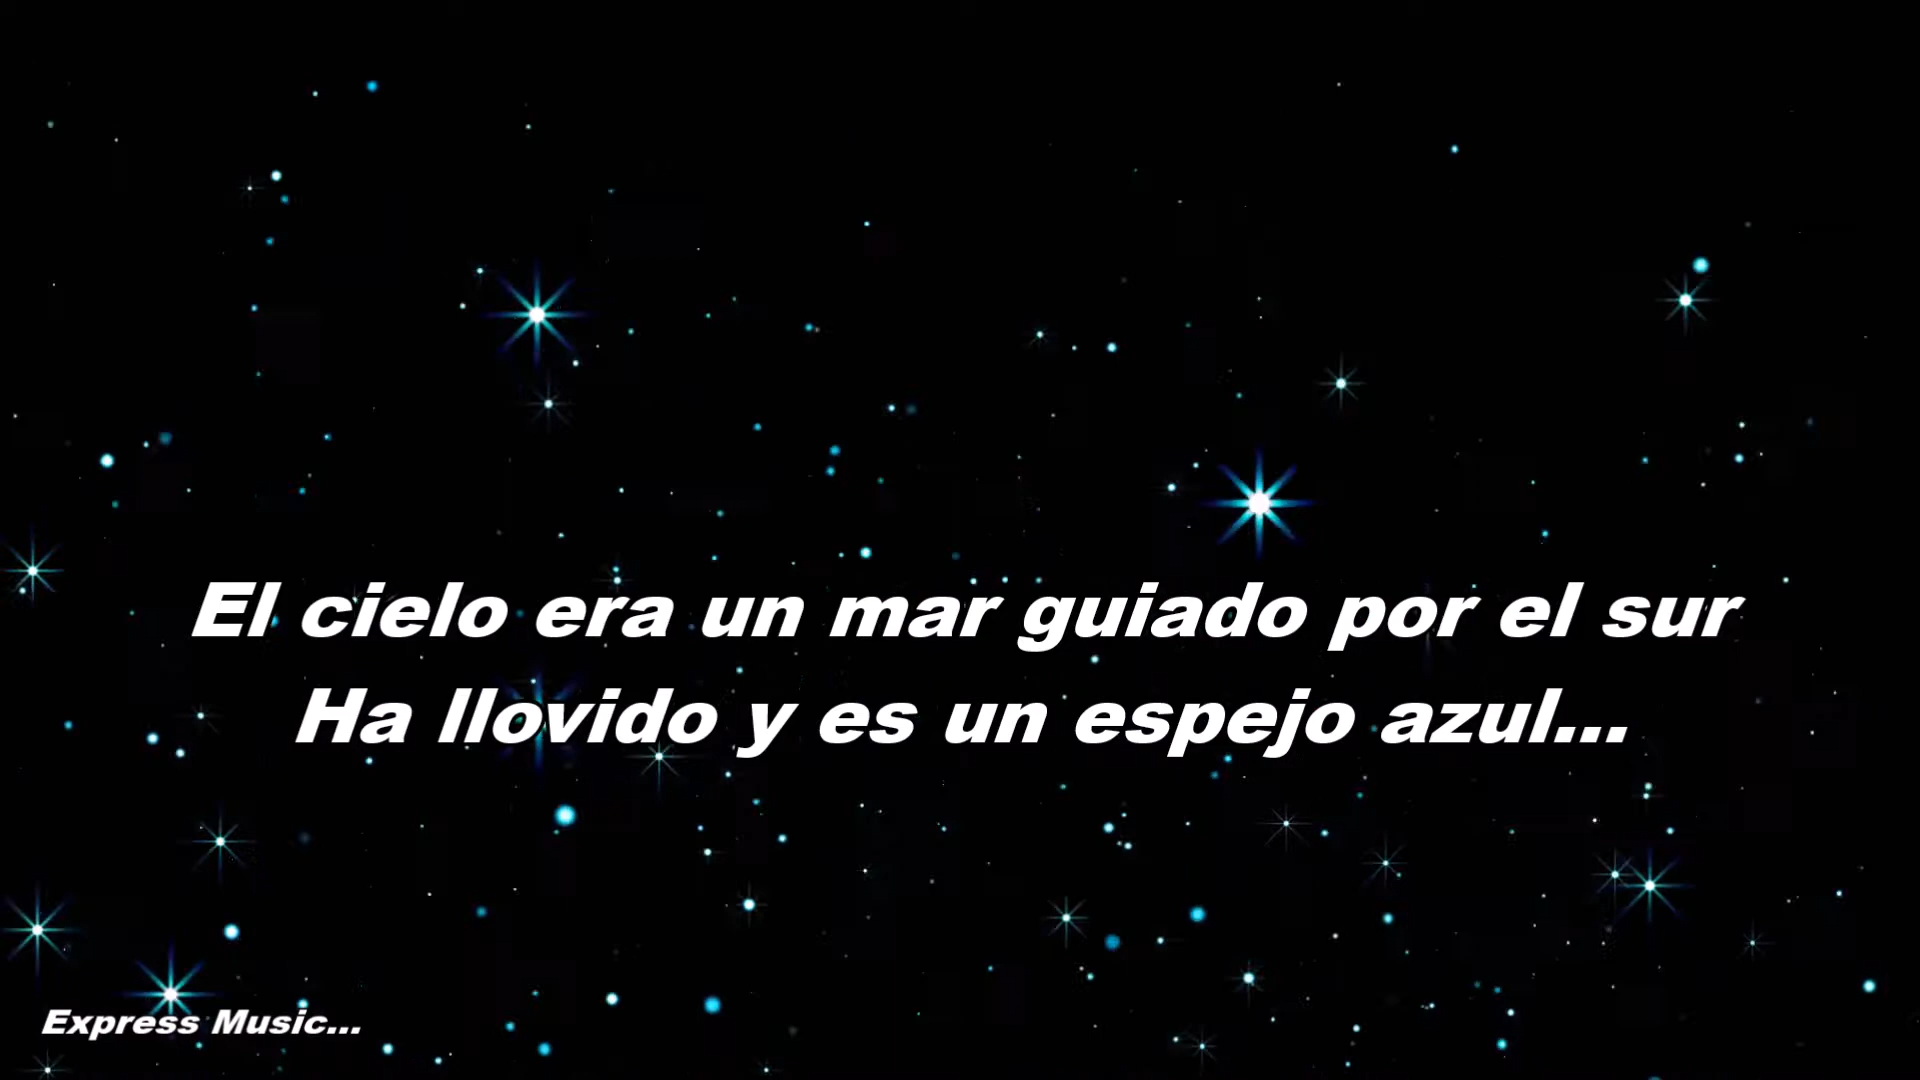 El cielo era un mar guiado por el sur
Ha llovido y es un espejo azul...
Express Music...